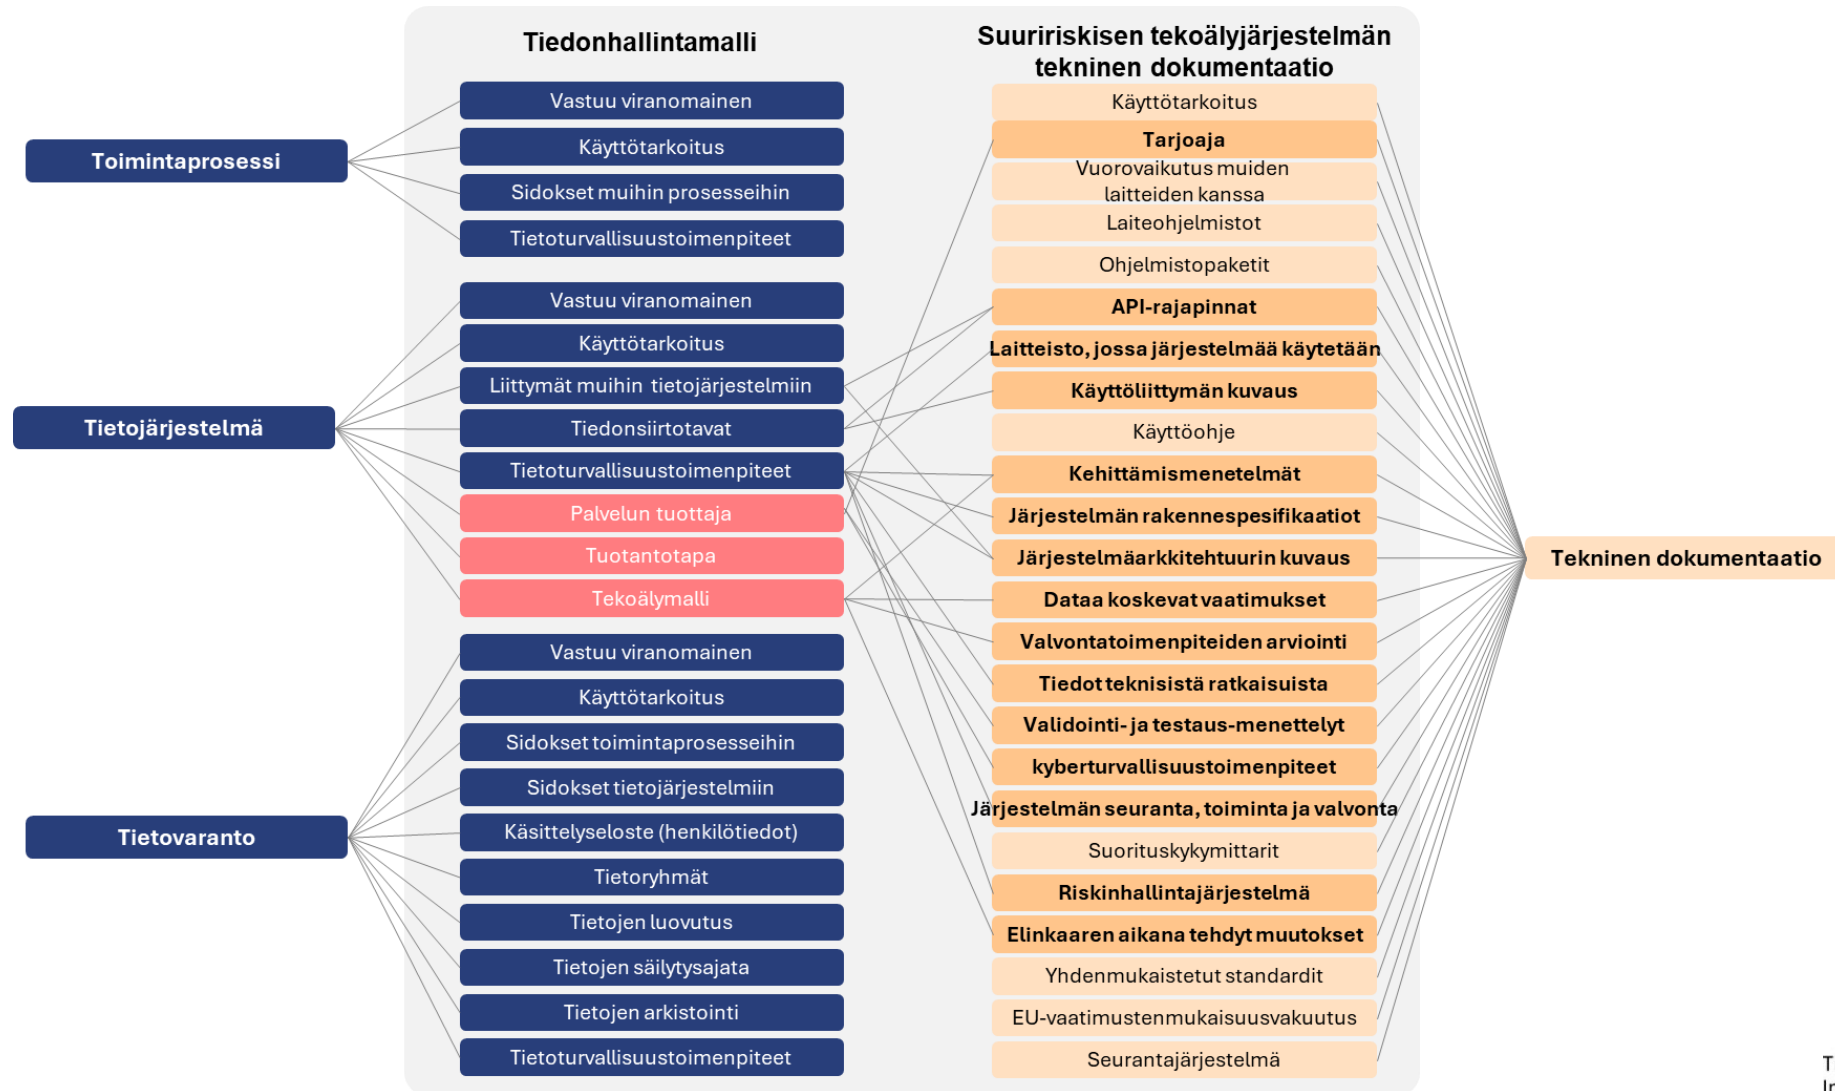 Tiedonhallintamalli
Suuririskisen tekoälyjärjestelmän
tekninen dokumentaatio
Toimintaprosessi
Vastuu viranomainen
Käyttötarkoitus
Sidokset muihin prosesseihin
Tietoturvallisuustoimenpiteet
Tietojärjestelmä
Vastuu viranomainen
Käyttötarkoitus
Liittymät muihin tietojärjestelmiin
Tiedonsiirtotavat
Tietoturvallisuustoimenpiteet
Palvelun tuottaja
Tuotantotapa
Tekoälymalli
Tietovaranto
Vastuu viranomainen
Käyttötarkoitus
Sidokset toimintaprosesseihin
Sidokset tietojärjestelmiin
Käsittelyseloste (henkilötiedot)
Tietoryhmät
Tietojen luovutus
Tietojen säilytysajata
Tietojen arkistointi
Tietoturvallisuustoimenpiteet
Käyttötarkoitus
Tarjoaja
Vuorovaikutus muiden
laitteiden kanssa
Laiteohjelmistot
Ohjelmistopaketit
API-rajapinnat
Laitteisto, jossa järjestelmää käytetään
Käyttöliittymän kuvaus
Käyttöohje
Kehittämismenetelmät
Järjestelmän rakennespesifikaatiot
Järjestelmäarkkitehtuurin kuvaus
Dataa koskevat vaatimukset
Valvontatoimenpiteiden arviointi
Tiedot teknisistä ratkaisuista
Validointi- ja testaus-menettelyt
kyberturvallisuustoimenpiteet
Järjestelmän seuranta, toiminta ja valvonta
Suorituskykymittarit
Riskinhallintajärjestelmä
Elinkaaren aikana tehdyt muutokset
Yhdenmukaistetut standardit
EU-vaatimustenmukaisuusvakuutus
Seurantajärjestelmä
Tekninen dokumentaatio